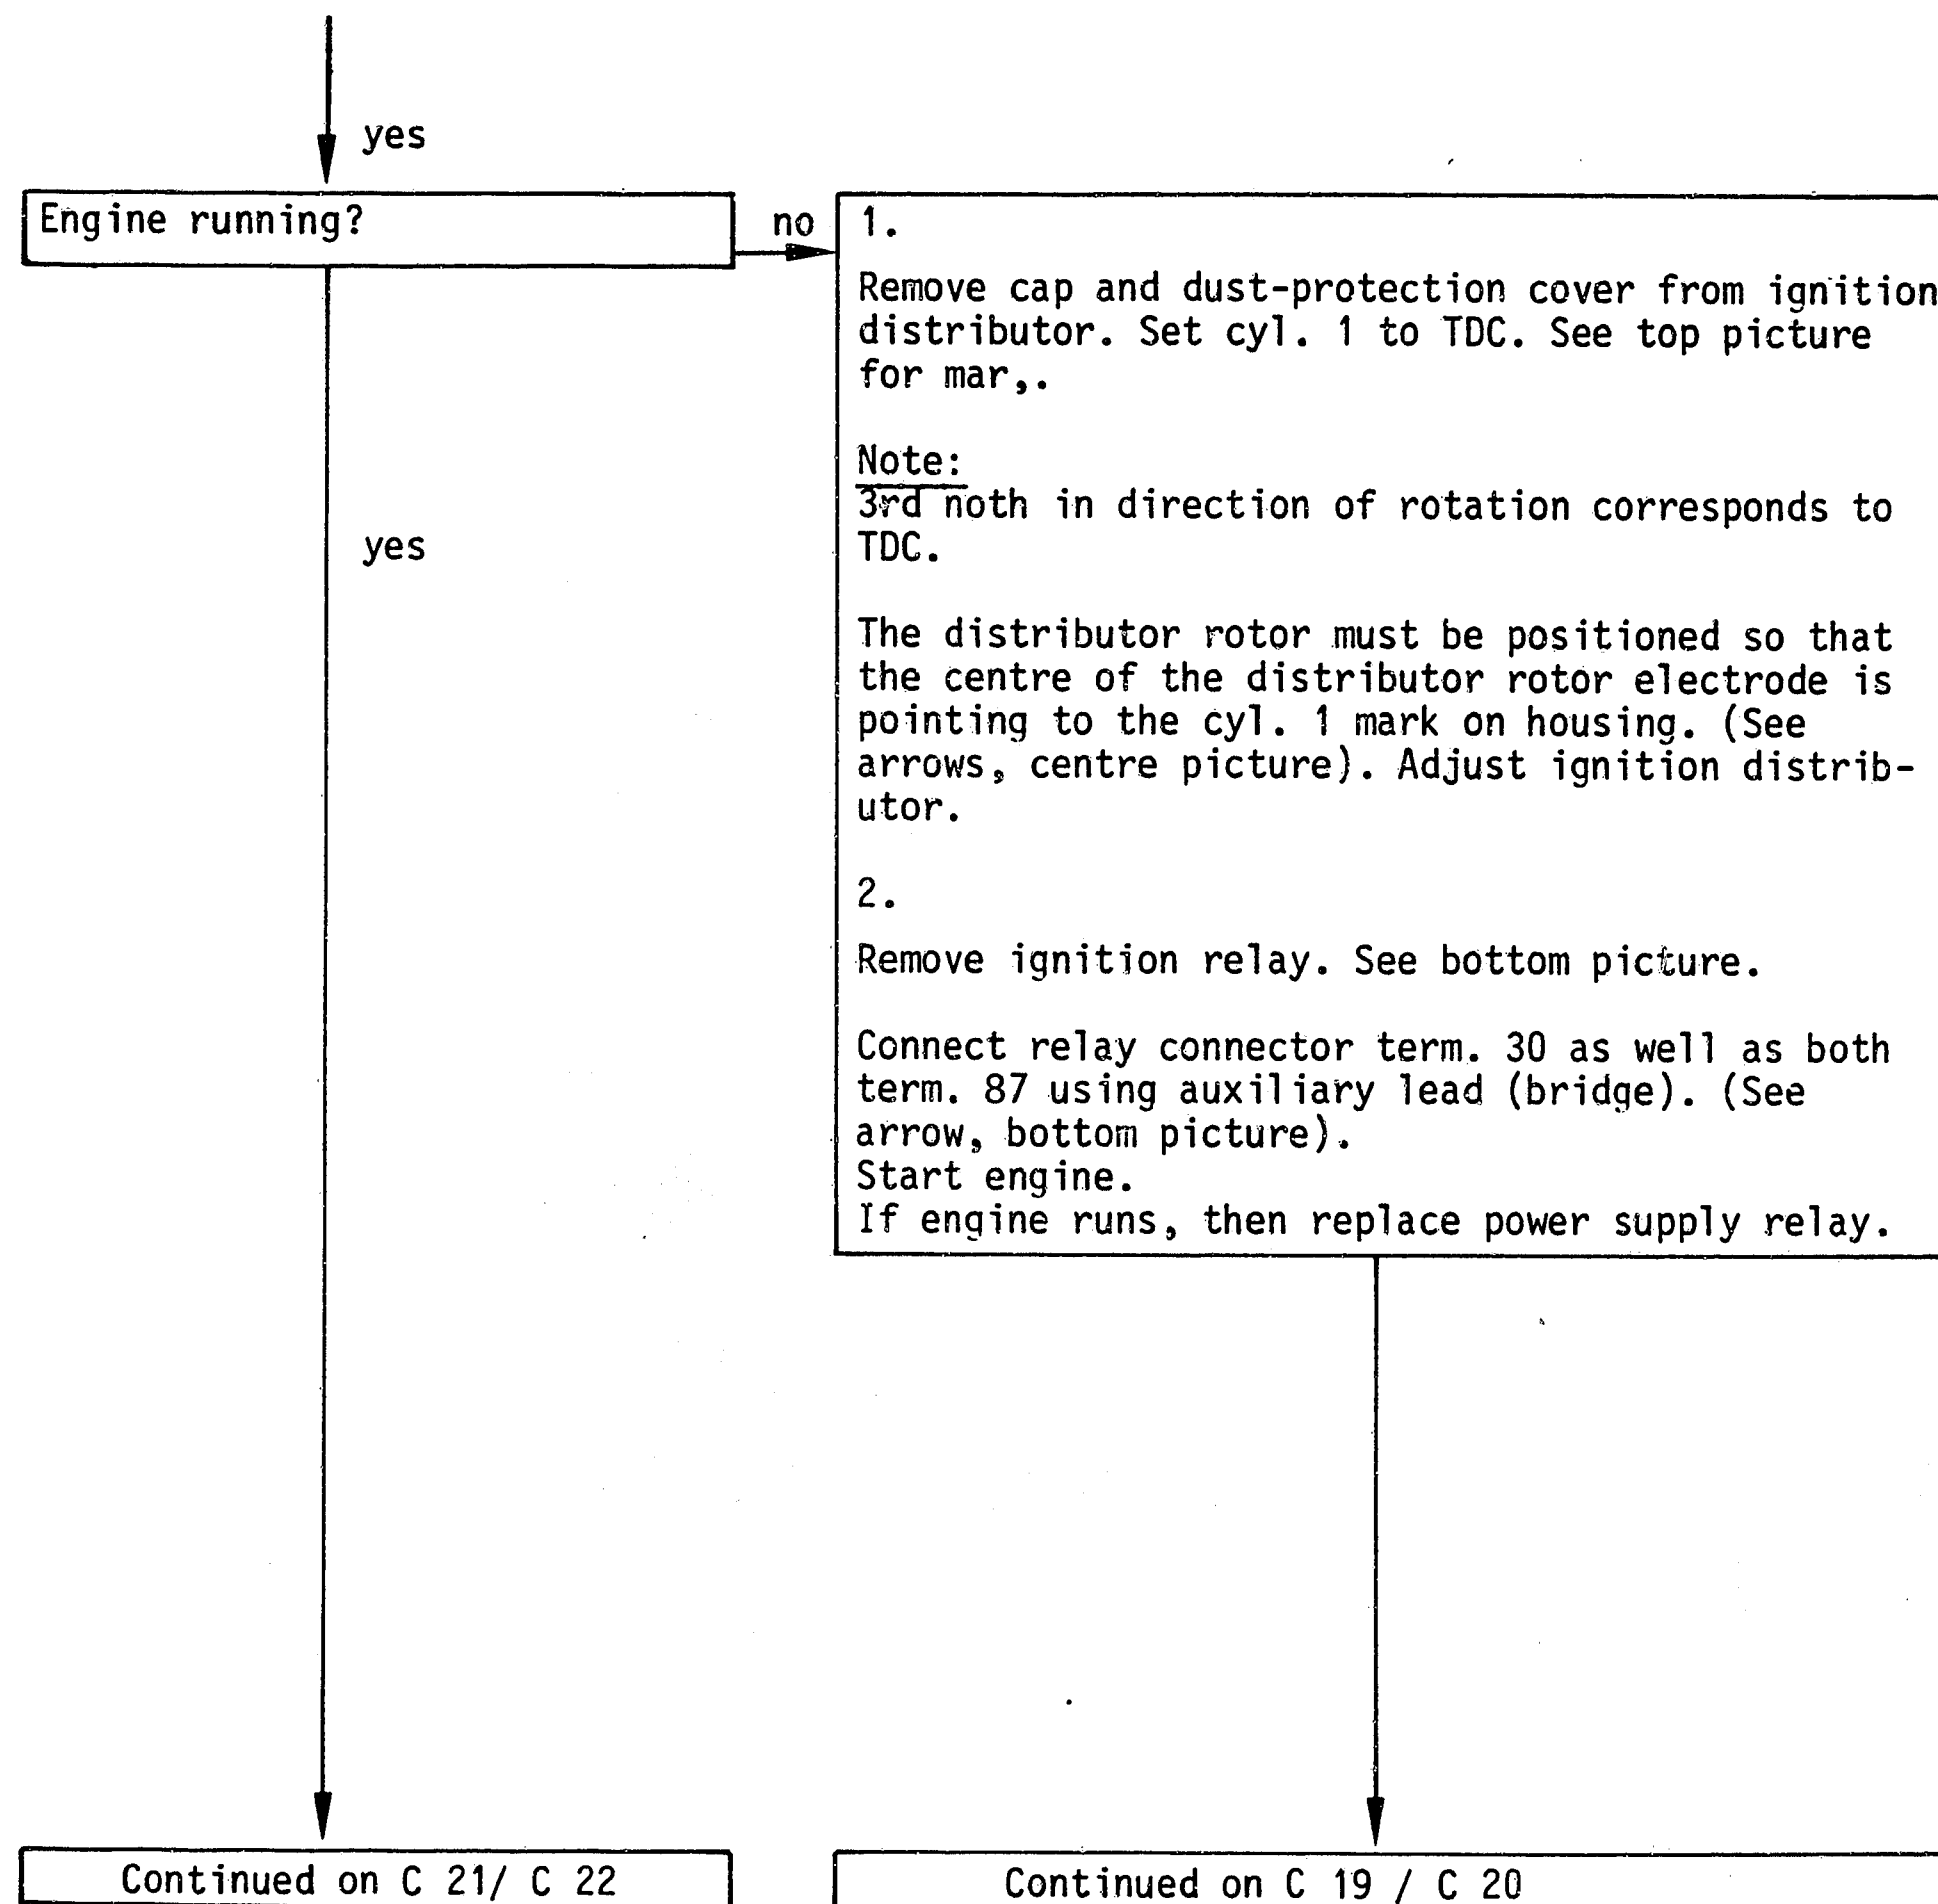 yes
Engine running?
no
1.
Remove cap and dust-protection cover from ignition
distributor. Set cyl. 1 to TDC. See top picture
for mar,.
Note:
3rd noth in direction of rotation corresponds to
TDC.
The distributor rotor must be positioned so that
the centre of the distributor rotor electrode is
pointing to the cyl. 1 mark on housing. (See
arrows, centre picture). Adjust ignition distrib-
utor.
2.
Remove ignition relay. See bottom picture.
Connect relay connector term. 30 as well as both
term. 87 using auxiliary lead (bridge). (See
arrow, bottom picture).
Start engine.
If engine runs, then replace power supply relay.
yes
Continued on C 21/ C 22
Continued on C 19 / C 20